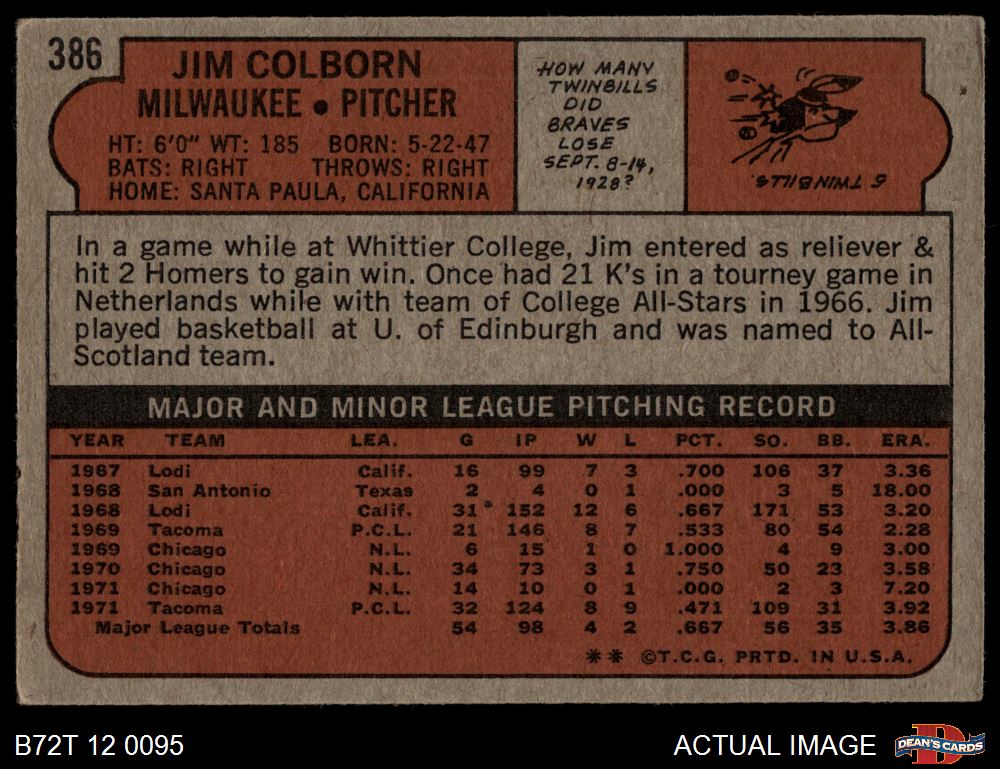 386
JIM COLBORN
MILWAUKEE • PITCHER
HT: 6'0" WT: 185 BORN: 5-22-47
BATS: RIGHT THROWS: RIGHT
HOME: SANTA PAULA, CALIFORNIA
HOW MANY
TWINBILLS
DID
BRAVES
LOSE
SEPT. 8-14,
1928?
5 TWINBILLS.
In a game while at Whittier College, Jim entered as reliever &
hit 2 Homers to gain win. Once had 21 K's in a tourney game in
Netherlands while with team of College All-Stars in 1966. Jim
played basketball at U. of Edinburgh and was named to All-
Scotland team.
MAJOR AND MINOR LEAGUE PITCHING RECORD
YEAR TEAM LEA. G IP W L PCT. SO. BB. ERA.
1967 Lodi Calif. 16 99 7 3 .700 106 37 3.36
1968 San Antonio Texas 2 4 0 1 .000 3 5 18.00
1968 Lodi Calif. 31 152 12 6 .667 171 53 3.20
1969 Tacoma P.C.L. 21 146 8 7 .533 80 54 2.28
1969 Chicago N.L. 6 15 1 0 1.000 4 9 3.00
1970 Chicago N.L. 34 73 3 1 .750 50 23 3.58
1971 Chicago N.L. 14 10 0 1 .000 2 3 7.20
1971 Tacoma P.C.L. 32 124 8 9 .471 109 31 3.92
Major League Totals 54 98 4 2 .667 56 35 3.86
** ©T.C.G. PRTD. IN U.S.A.
B72T 12 0095
ACTUAL IMAGE
D
DEAN'S CARDS